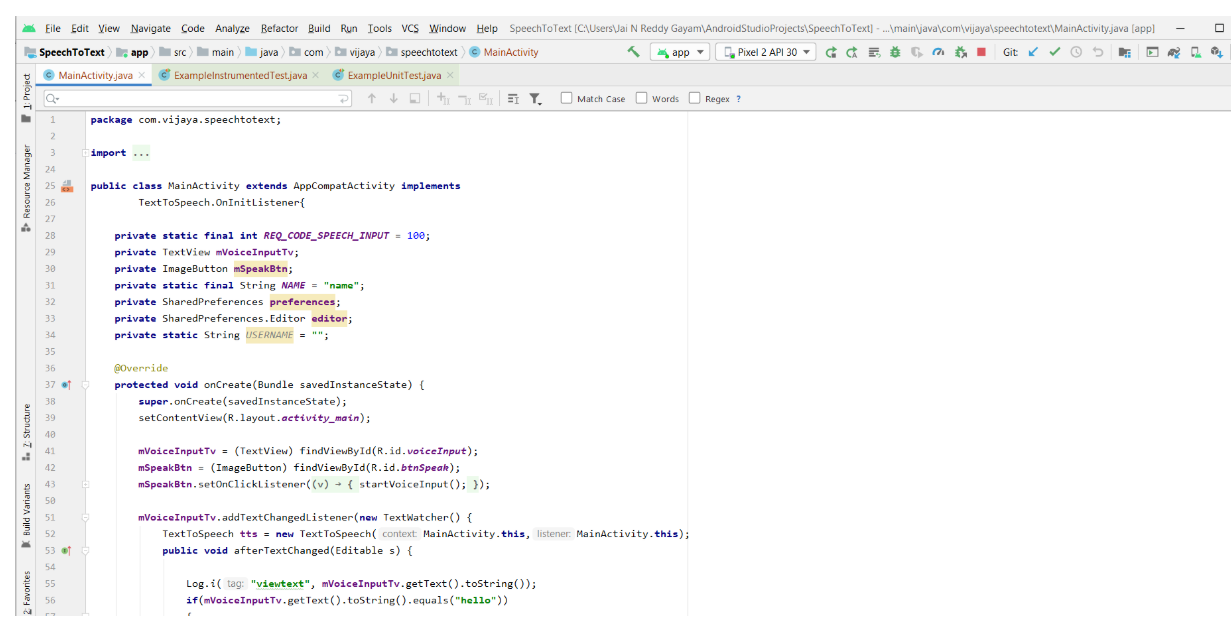 File Edit View Navigate Code Analyze Refactor Build Run Tools VCS Window Help SpeechToText [C:\Users\Jai N Reddy Gayam\AndroidStudioProjects\SpeechToText] - ...\main\java\com\vijaya\speechtotext\MainActivity.java [app]
SpeechToText app src main java com vijaya speechtotext MainActivity app Pixel 2 API 30 Git:
MainActivity.java ExampleInstrumentedTest.java ExampleUnitTest.java
Match Case Words Regex ?
1: Project
Resource Manager
7: Structure
Build Variants
2: Favorites
1 package com.vijaya.speechtotext;
2
3 import ...
24
25 public class MainActivity extends AppCompatActivity implements
26 TextToSpeech.OnInitListener{
27
28 private static final int REQ_CODE_SPEECH_INPUT = 100;
29 private TextView mVoiceInputTv;
30 private ImageButton mSpeakBtn;
31 private static final String NAME = "name";
32 private SharedPreferences preferences;
33 private SharedPreferences.Editor editor;
34 private static String USERNAME = "";
35
36 @Override
37 protected void onCreate(Bundle savedInstanceState) {
38 super.onCreate(savedInstanceState);
39 setContentView(R.layout.activity_main);
40
41 mVoiceInputTv = (TextView) findViewById(R.id.voiceInput);
42 mSpeakBtn = (ImageButton) findViewById(R.id.btnSpeak);
43 mSpeakBtn.setOnClickListener((v) → { startVoiceInput(); });
50
51 mVoiceInputTv.addTextChangedListener(new TextWatcher() {
52 TextToSpeech tts = new TextToSpeech( context: MainActivity.this, listener: MainActivity.this);
53 public void afterTextChanged(Editable s) {
54
55 Log.i( tag: "viewtext", mVoiceInputTv.getText().toString());
56 if(mVoiceInputTv.getText().toString().equals("hello"))